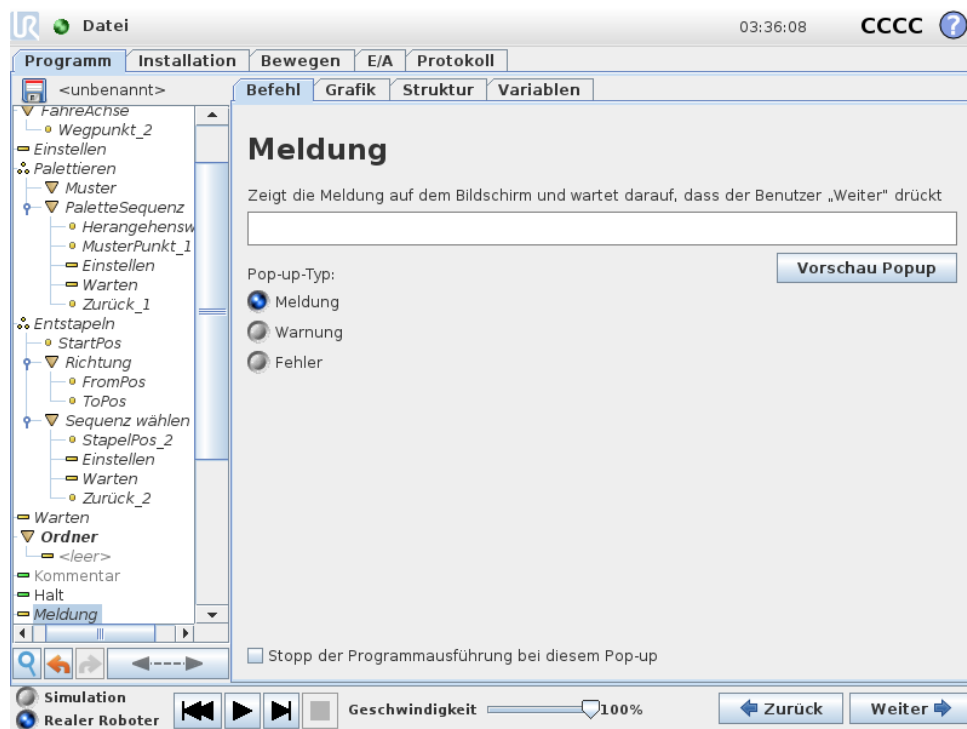 UR Datei 03:36:08 CCCC ?
Programm Installation Bewegen E/A Protokoll
<unbenannt>
Befehl Grafik Struktur Variablen
FahreAchse
Wegpunkt_2
Einstellen
Palettieren
Muster
PaletteSequenz
Herangehensw
MusterPunkt_1
Einstellen
Warten
Zurück_1
Entstapeln
StartPos
Richtung
FromPos
ToPos
Sequenz wählen
StapelPos_2
Einstellen
Warten
Zurück_2
Warten
Ordner
<leer>
Kommentar
Halt
Meldung
Meldung
Zeigt die Meldung auf dem Bildschirm und wartet darauf, dass der Benutzer „Weiter" drückt
Vorschau Popup
Pop-up-Typ:
Meldung
Warnung
Fehler
Stopp der Programmausführung bei diesem Pop-up
Simulation
Realer Roboter
Geschwindigkeit 100%
Zurück Weiter